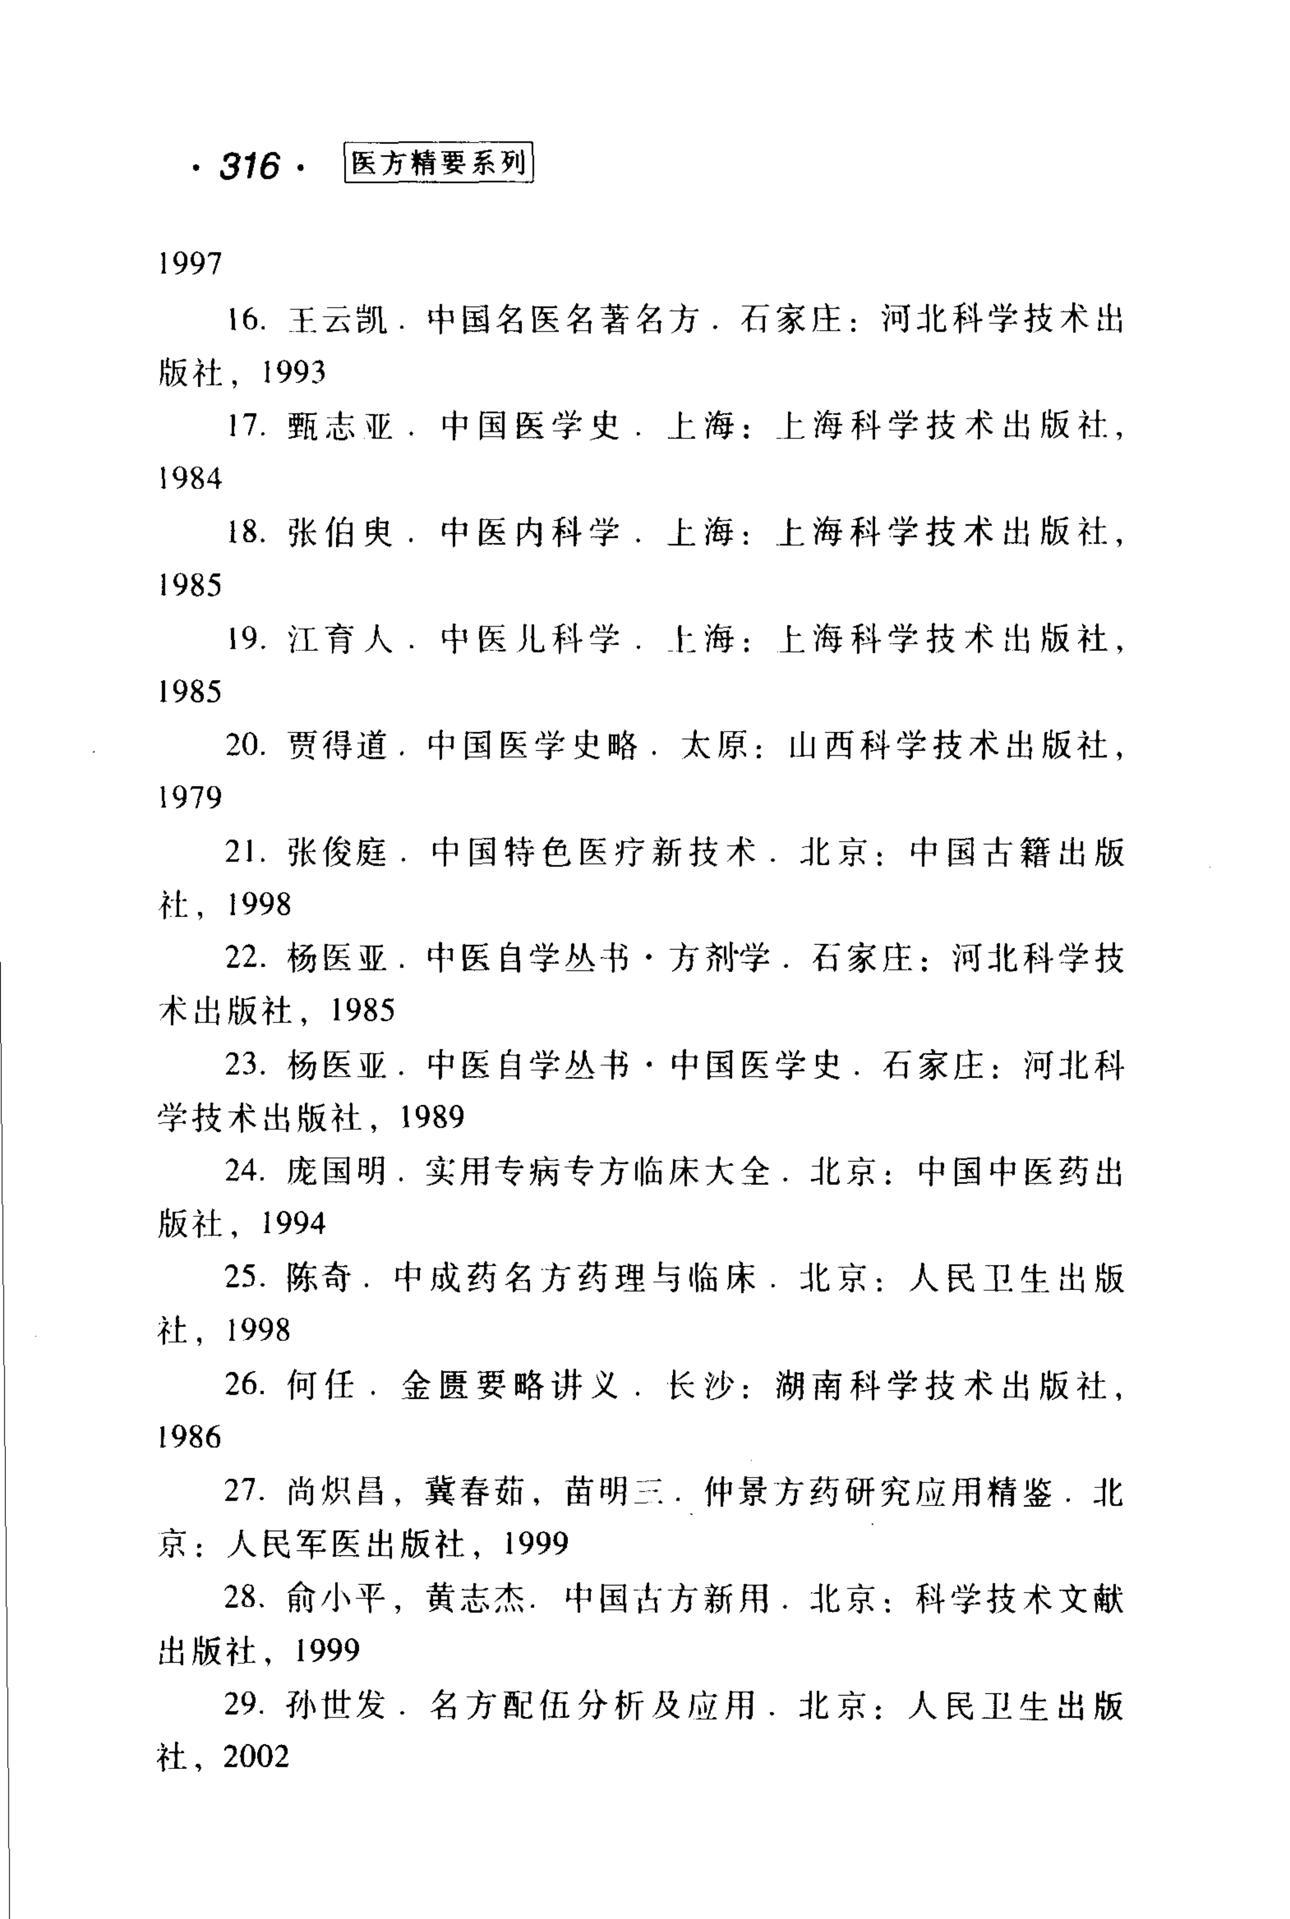 · 316 · 医方精要系列
1997
16. 王云凯. 中国名医名著名方. 石家庄: 河北科学技术出
版社, 1993
17. 甄志亚. 中国医学史. 上海: 上海科学技术出版社,
1984
18. 张伯臾. 中医内科学. 上海: 上海科学技术出版社,
1985
19. 江育人. 中医儿科学. 上海: 上海科学技术出版社,
1985
20. 贾得道. 中国医学史略. 太原: 山西科学技术出版社,
1979
21. 张俊庭. 中国特色医疗新技术. 北京: 中国古籍出版
社, 1998
22. 杨医亚. 中医自学丛书·方剂学. 石家庄: 河北科学技
术出版社, 1985
23. 杨医亚. 中医自学丛书·中国医学史. 石家庄: 河北科
学技术出版社, 1989
24. 庞国明. 实用专病专方临床大全. 北京: 中国中医药出
版社, 1994
25. 陈奇. 中成药名方药理与临床. 北京: 人民卫生出版
社, 1998
26. 何任. 金匮要略讲义. 长沙: 湖南科学技术出版社,
1986
27. 尚炽昌, 冀春茹, 苗明三. 仲景方药研究应用精鉴. 北
京: 人民军医出版社, 1999
28. 俞小平, 黄志杰. 中国古方新用. 北京: 科学技术文献
出版社, 1999
29. 孙世发. 名方配伍分析及应用. 北京: 人民卫生出版
社, 2002